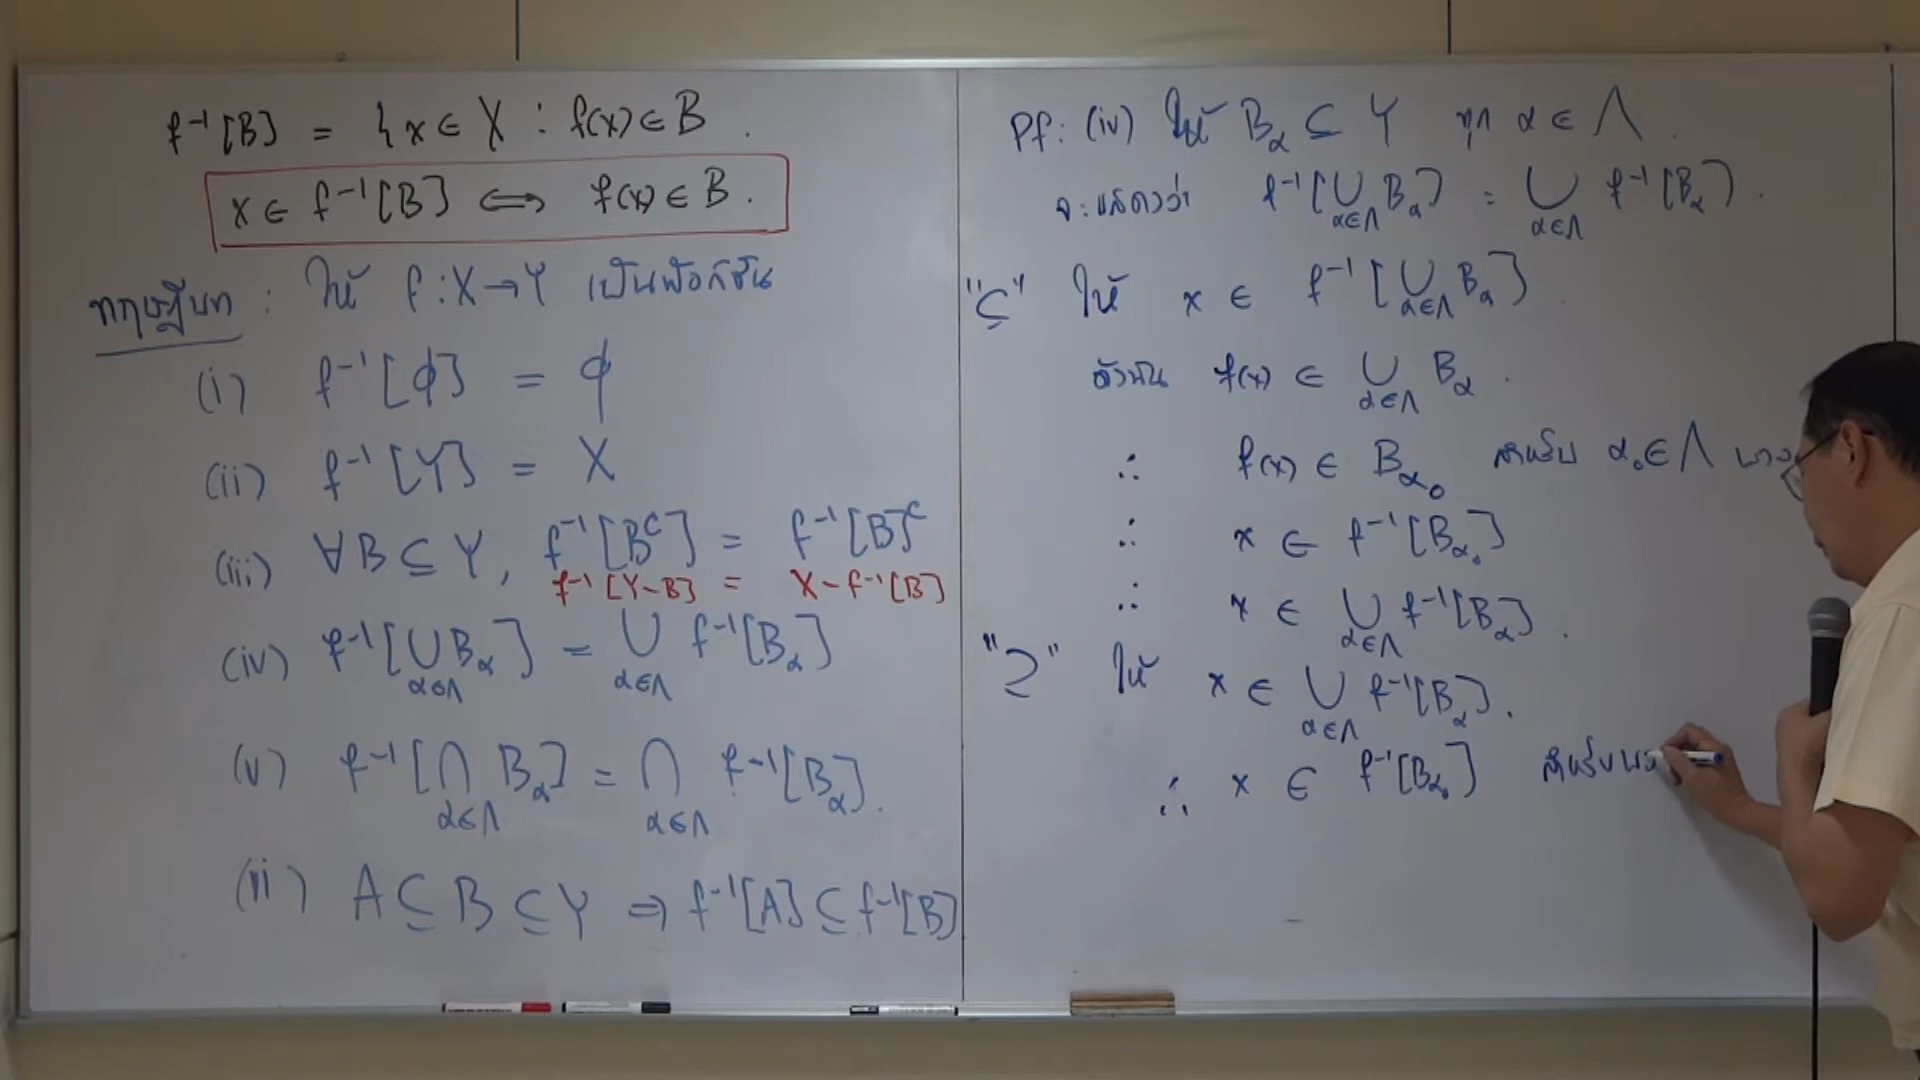 f⁻¹[B] = {x ∈ X : f(x) ∈ B .
x ∈ f⁻¹[B] ⟺ f(x) ∈ B .
ทฤษฎีบท : ให้ f : X → Y เป็นฟังก์ชัน
(i) f⁻¹[ϕ] = ϕ
(ii) f⁻¹[Y] = X
(iii) ∀B ⊆ Y, f⁻¹[Bᶜ] = f⁻¹[B]ᶜ
f⁻¹[Y-B] = X-f⁻¹[B]
(iv) f⁻¹[⋃_{α∈Λ} B_α] = ⋃_{α∈Λ} f⁻¹[B_α]
(v) f⁻¹[⋂_{α∈Λ} B_α] = ⋂_{α∈Λ} f⁻¹[B_α].
(vi) A ⊆ B ⊆ Y ⇒ f⁻¹[A] ⊆ f⁻¹[B]
Pf: (iv) ให้ B_α ⊆ Y ทุก α ∈ Λ .
จะแสดงว่า f⁻¹[⋃_{α∈Λ} B_α] = ⋃_{α∈Λ} f⁻¹[B_α] .
"⊆" ให้ x ∈ f⁻¹[⋃_{α∈Λ} B_α] .
ดังนั้น f(x) ∈ ⋃_{α∈Λ} B_α .
∴ f(x) ∈ B_{α₀} สำหรับ α₀ ∈ Λ บาง
∴ x ∈ f⁻¹[B_{α₀}]
∴ x ∈ ⋃_{α∈Λ} f⁻¹[B_α] .
"⊇" ให้ x ∈ ⋃_{α∈Λ} f⁻¹[B_α] .
∴ x ∈ f⁻¹[B_{α₀}] สำหรับ